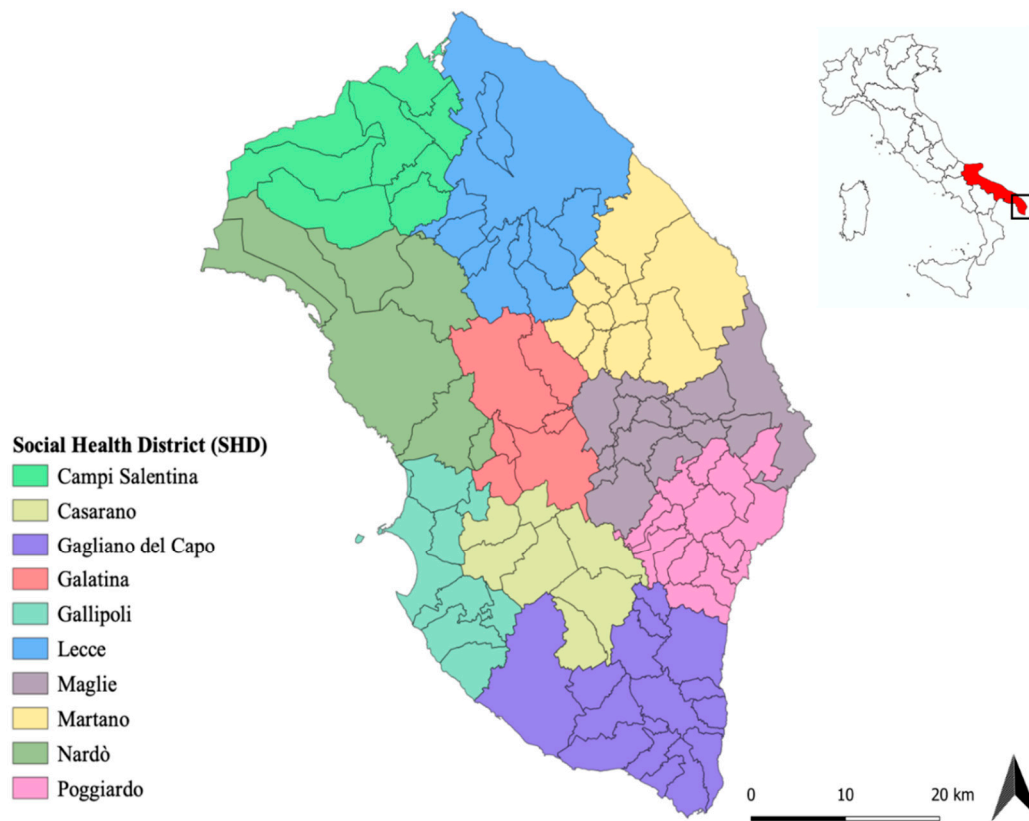 Social Health District (SHD)
Campi Salentina
Casarano
Gagliano del Capo
Galatina
Gallipoli
Lecce
Maglie
Martano
Nardò
Poggiardo
0 10 20 km